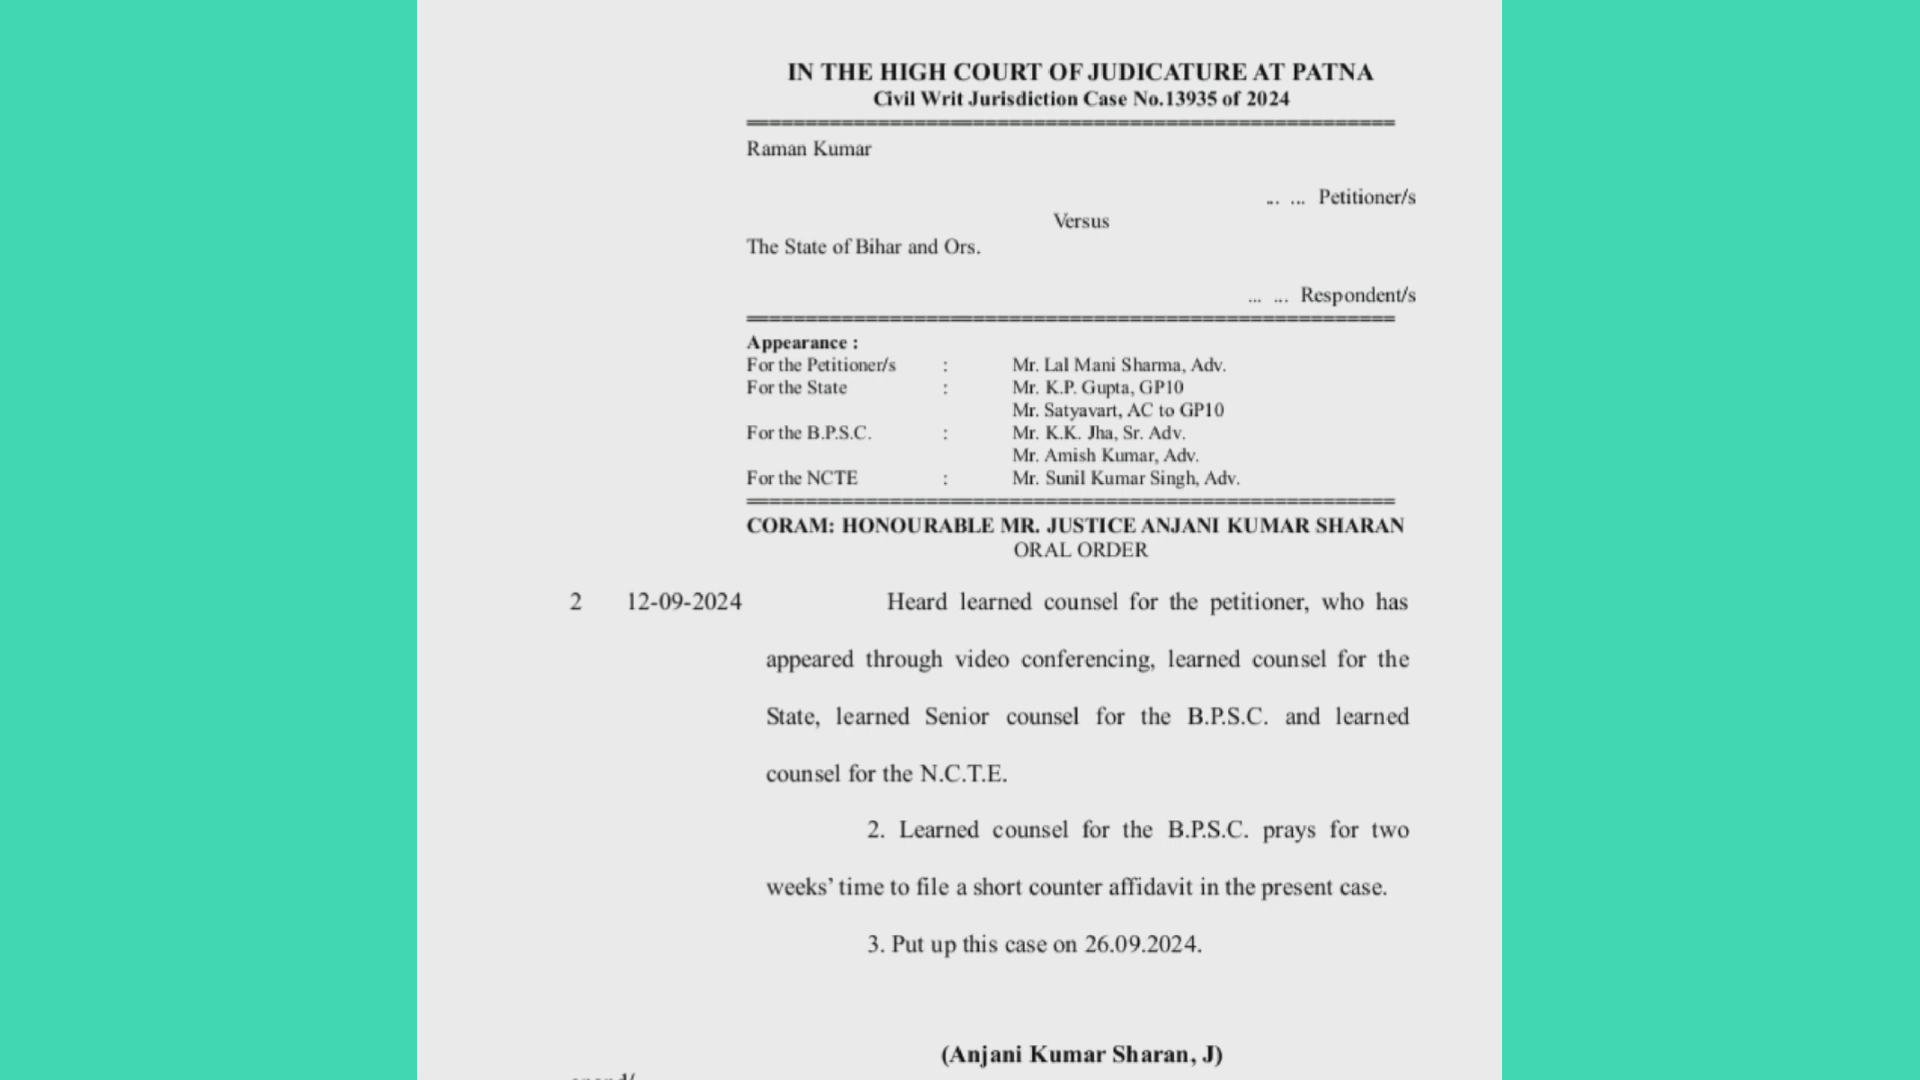 IN THE HIGH COURT OF JUDICATURE AT PATNA
Civil Writ Jurisdiction Case No.13935 of 2024
Raman Kumar
... ... Petitioner/s
Versus
The State of Bihar and Ors.
... ... Respondent/s
Appearance :
For the Petitioner/s : Mr. Lal Mani Sharma, Adv.
For the State : Mr. K.P. Gupta, GP10
Mr. Satyavart, AC to GP10
For the B.P.S.C. : Mr. K.K. Jha, Sr. Adv.
Mr. Amish Kumar, Adv.
For the NCTE : Mr. Sunil Kumar Singh, Adv.
CORAM: HONOURABLE MR. JUSTICE ANJANI KUMAR SHARAN
ORAL ORDER
2 12-09-2024 Heard learned counsel for the petitioner, who has
appeared through video conferencing, learned counsel for the
State, learned Senior counsel for the B.P.S.C. and learned
counsel for the N.C.T.E.
2. Learned counsel for the B.P.S.C. prays for two
weeks’ time to file a short counter affidavit in the present case.
3. Put up this case on 26.09.2024.
(Anjani Kumar Sharan, J)